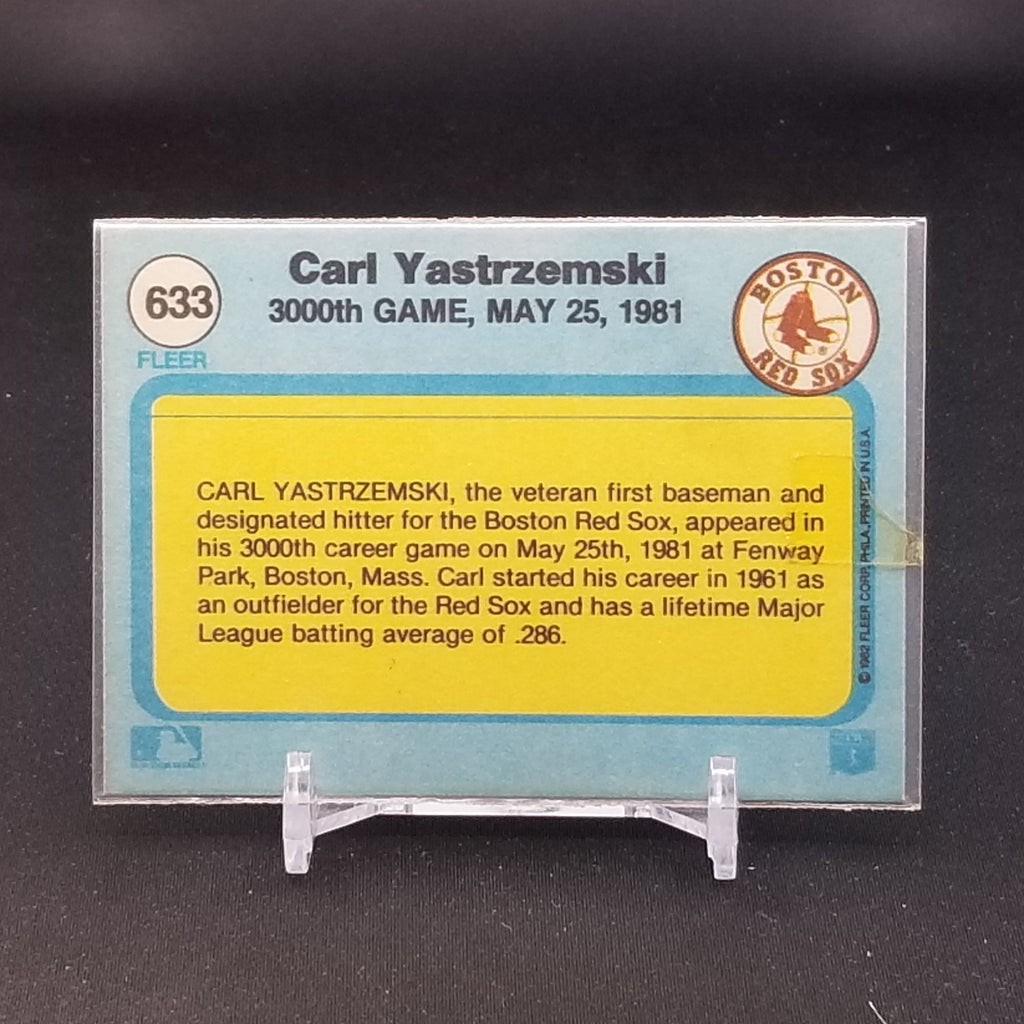 633
FLEER
Carl Yastrzemski
3000th GAME, MAY 25, 1981
BOSTON
RED SOX
®
CARL YASTRZEMSKI, the veteran first baseman and
designated hitter for the Boston Red Sox, appeared in
his 3000th career game on May 25th, 1981 at Fenway
Park, Boston, Mass. Carl started his career in 1961 as
an outfielder for the Red Sox and has a lifetime Major
League batting average of .286.
© 1982 FLEER CORP. PHILA. PRINTED IN U.S.A.